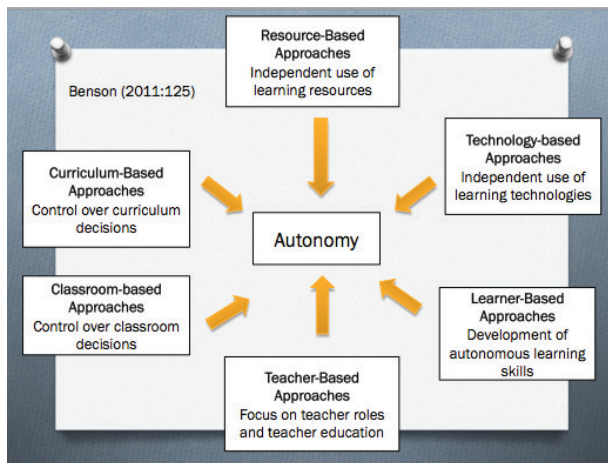 Resource-Based
Approaches
Independent use of
learning resources
Benson (2011:125)
Technology-based
Approaches
Independent use of
learning technologies
Curriculum-Based
Approaches
Control over curriculum
decisions
Autonomy
Classroom-based
Approaches
Control over classroom
decisions
Learner-Based
Approaches
Development of
autonomous learning
skills
Teacher-Based
Approaches
Focus on teacher roles
and teacher education